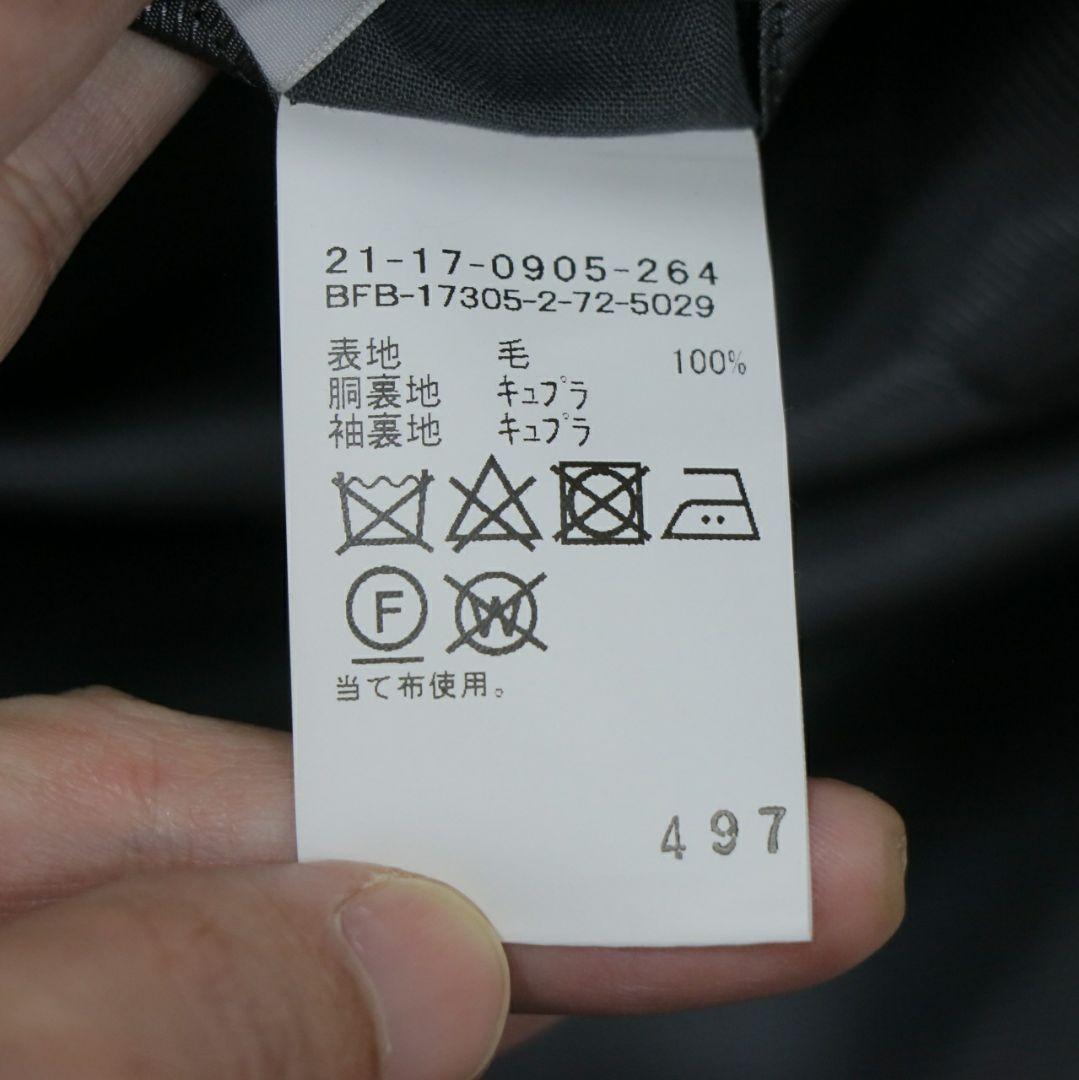 21-17-0905-264
BFB-17305-2-72-5029
表地 毛 100%
胴裏地 キュプラ
袖裏地 キュプラ
F W
当て布使用。
497